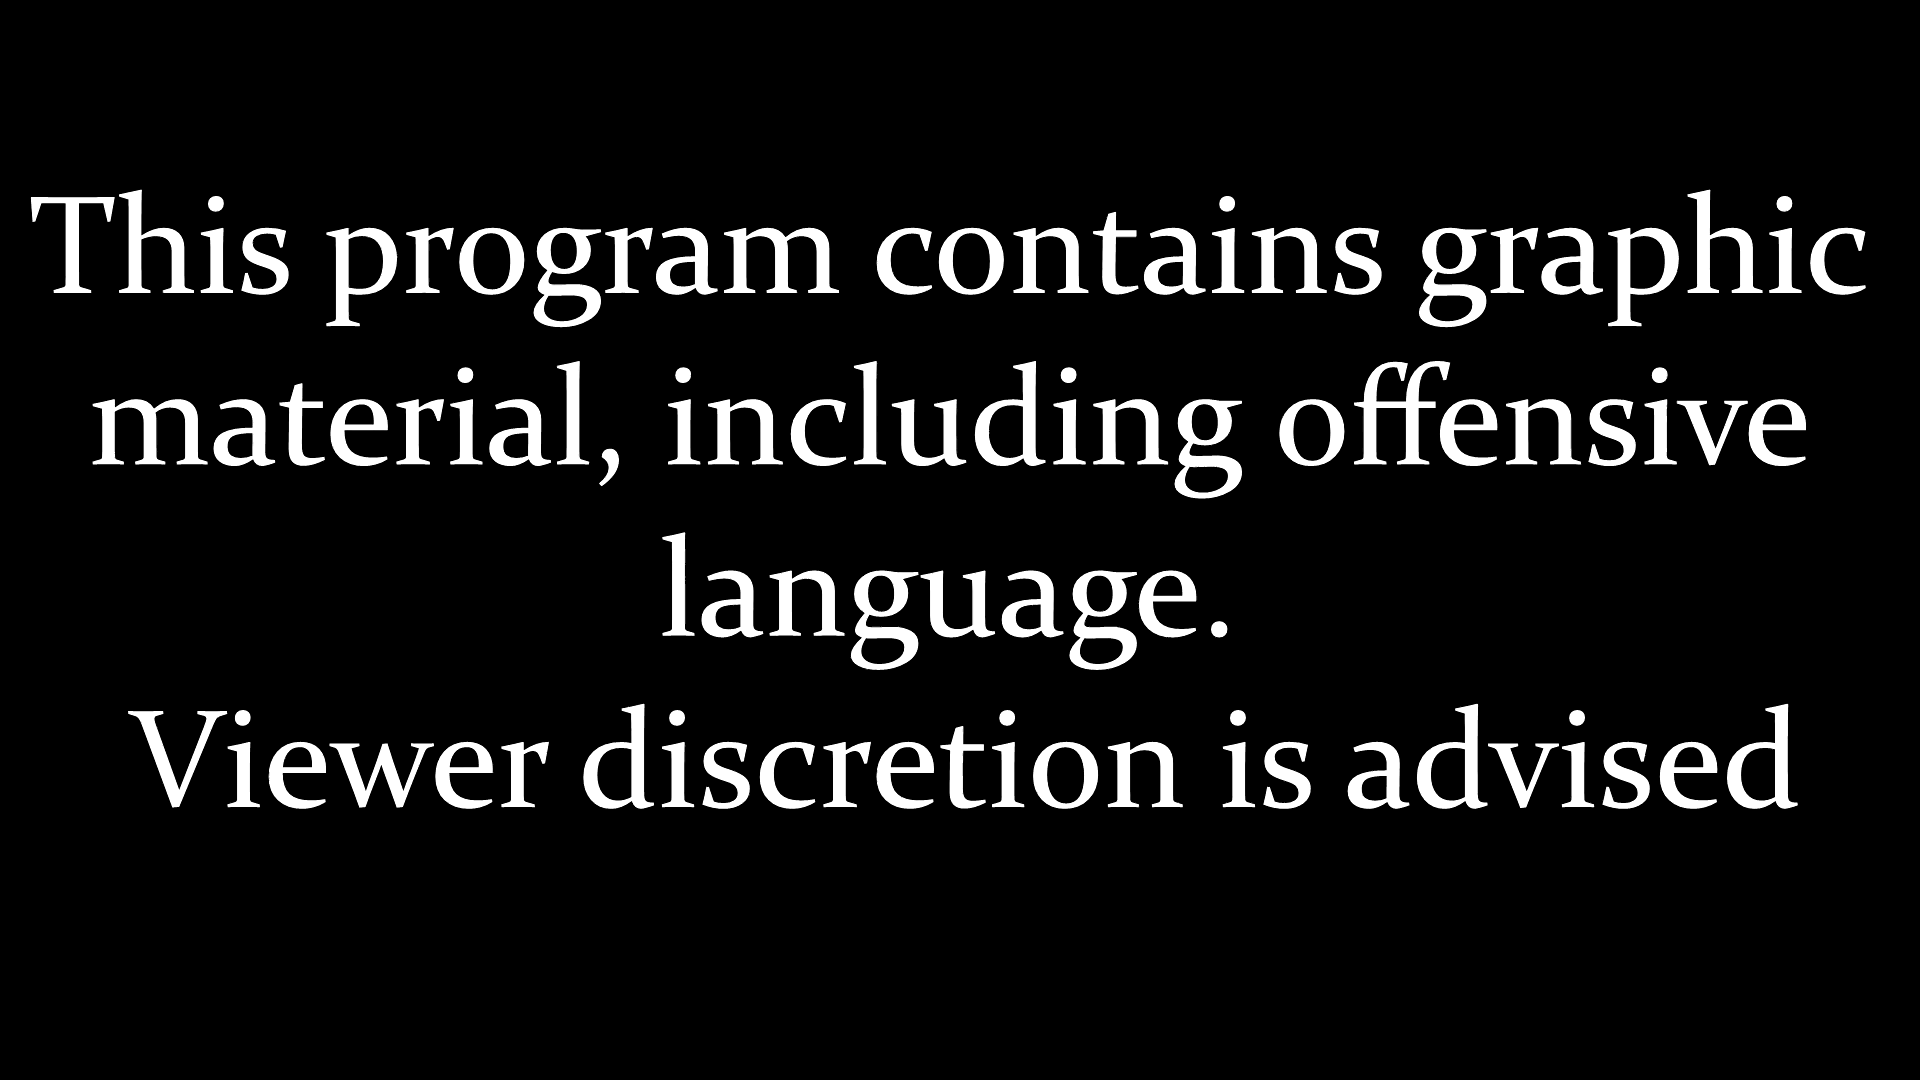 This program contains graphic
material, including offensive
language.
Viewer discretion is advised